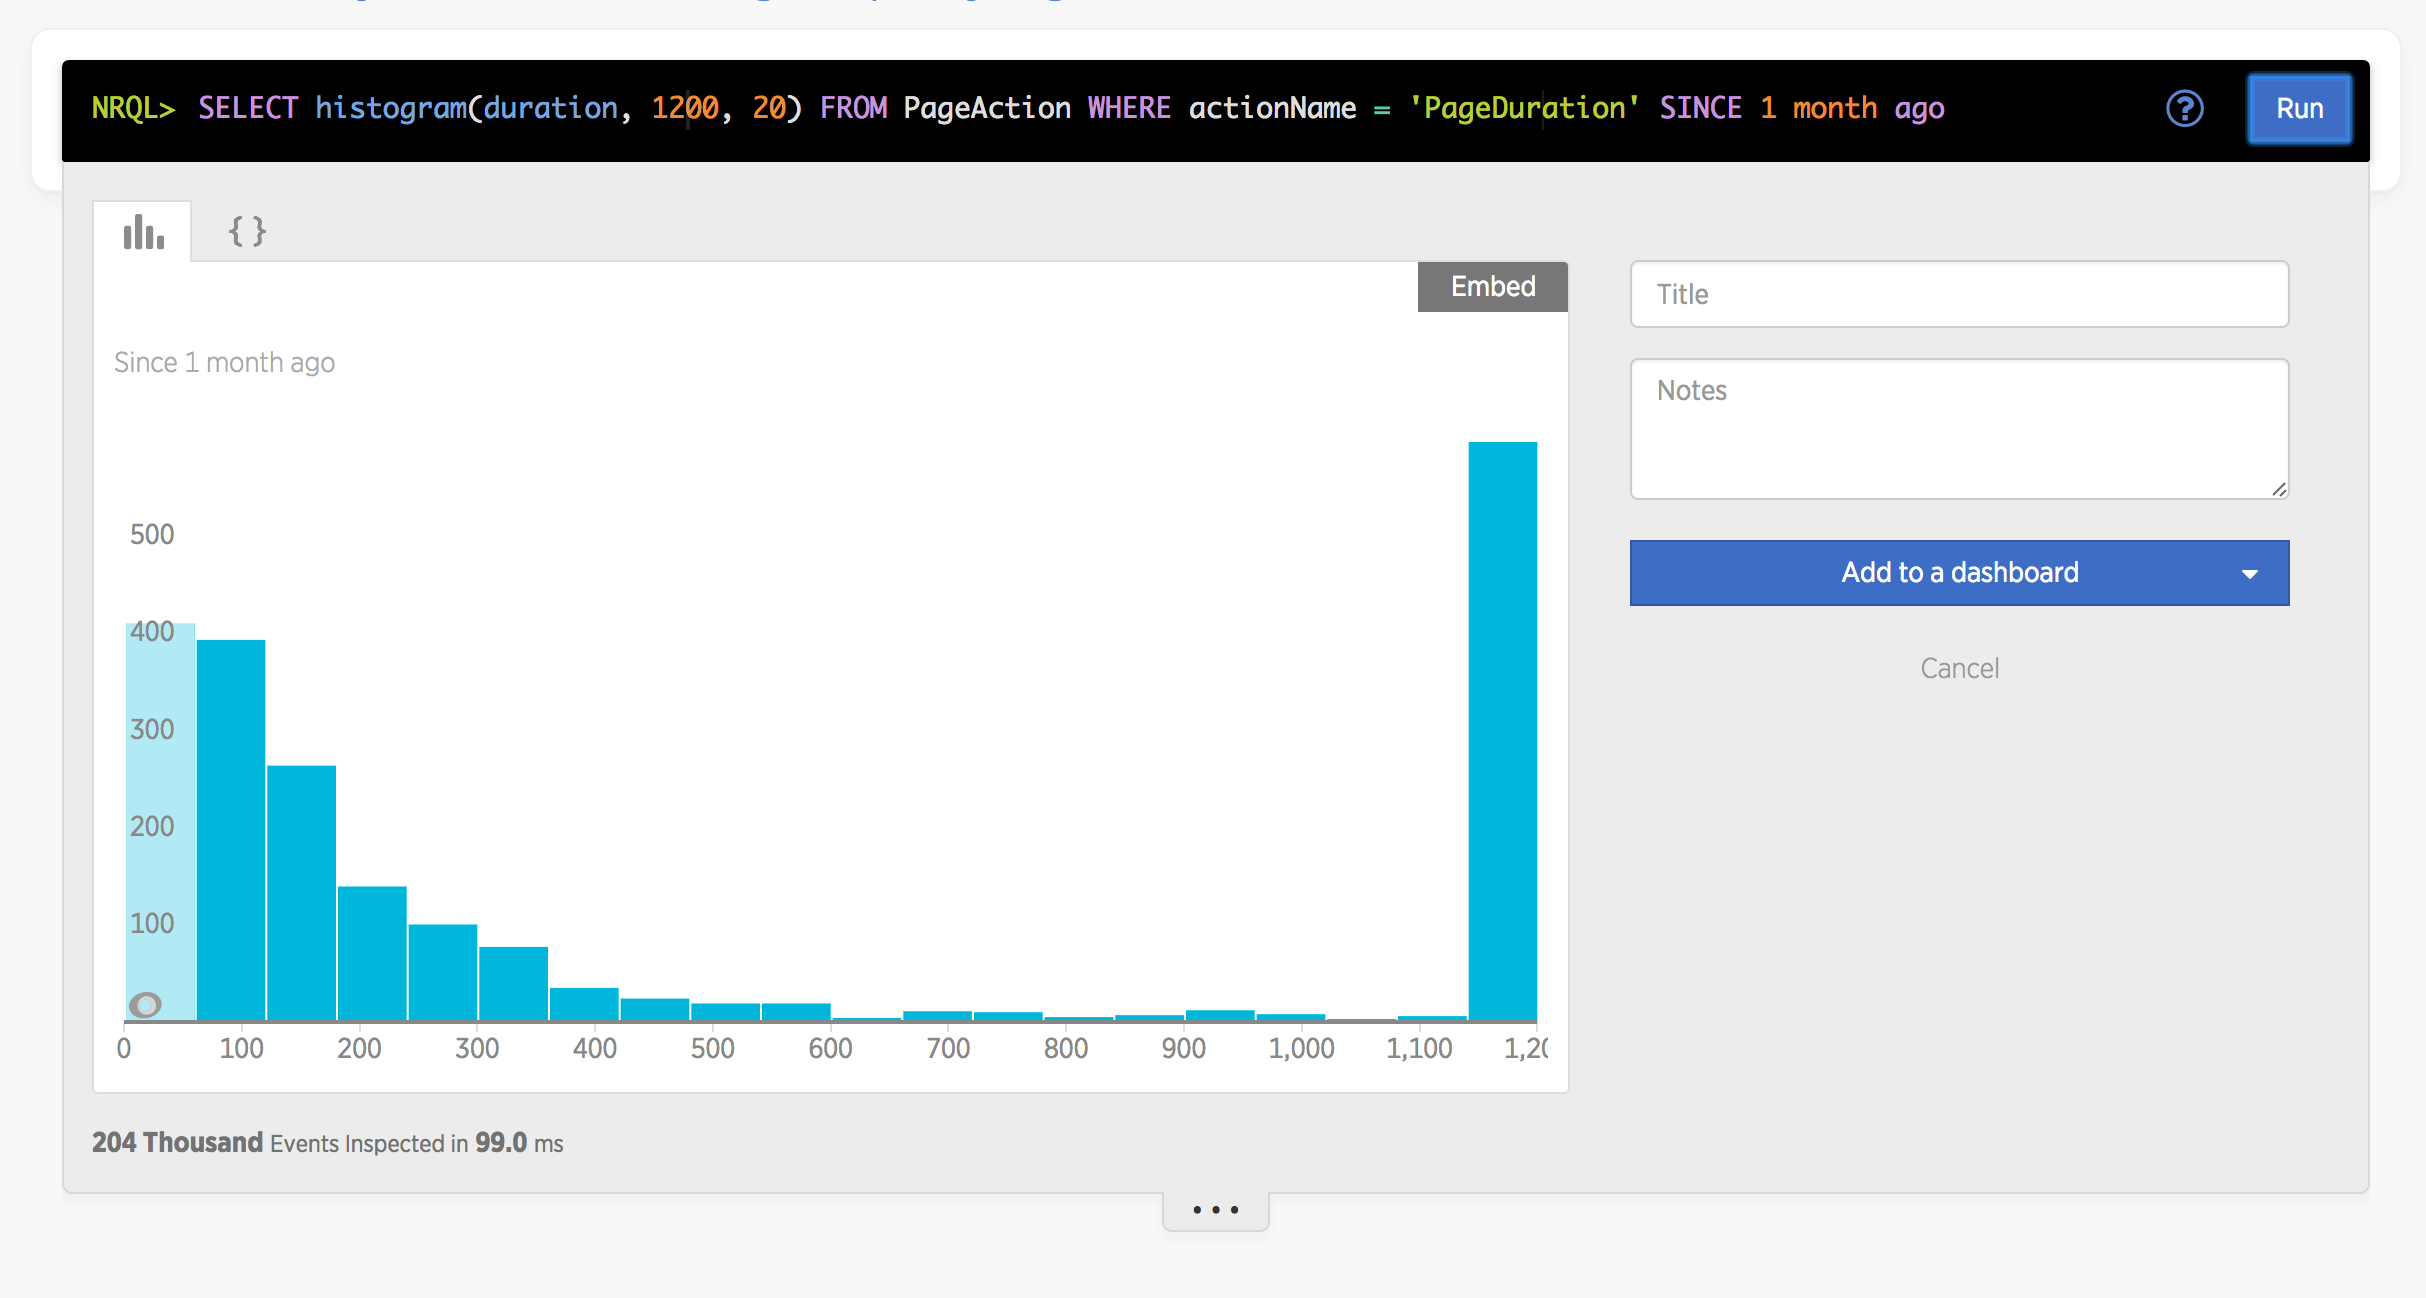 NRQL> SELECT histogram(duration, 1200, 20) FROM PageAction WHERE actionName = 'PageDuration' SINCE 1 month ago
Run
{ }
Embed
Since 1 month ago
500
400
300
200
100
0 100 200 300 400 500 600 700 800 900 1,000 1,100 1,20
204 Thousand Events Inspected in 99.0 ms
Title
Notes
Add to a dashboard
Cancel